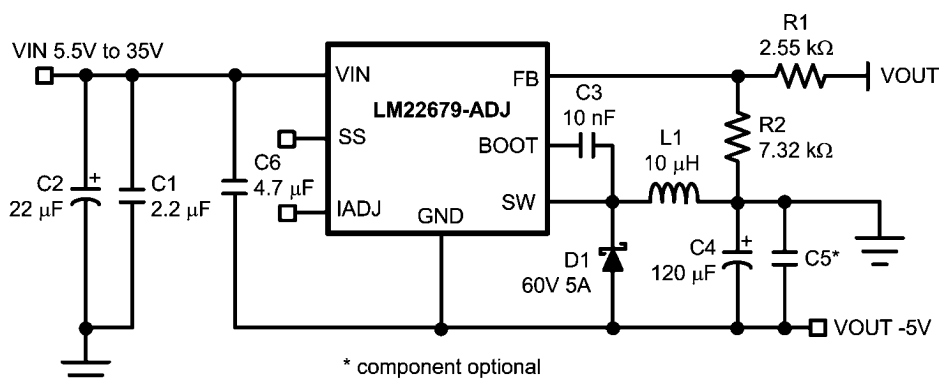 VIN 5.5V to 35V
VIN
FB
LM22679-ADJ
SS
BOOT
IADJ
SW
GND
R1
2.55 kΩ
VOUT
C3
10 nF
R2
7.32 kΩ
L1
10 μH
C2
+
22 μF
C1
2.2 μF
C6
4.7 μF
D1
60V 5A
C4
+
120 μF
C5*
VOUT -5V
* component optional